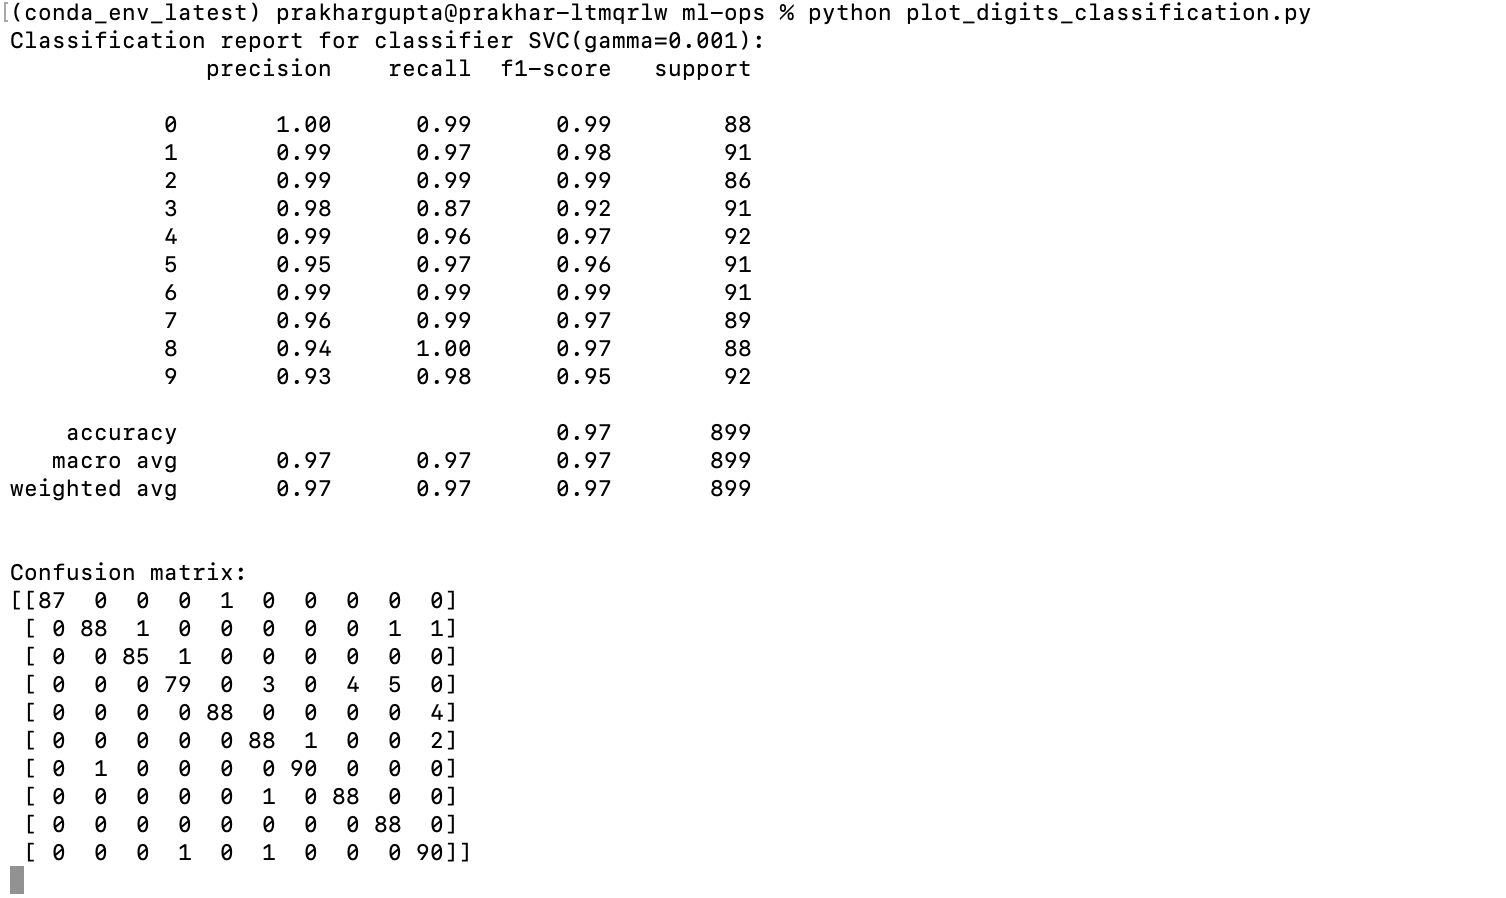 [(conda_env_latest) prakhargupta@prakhar-ltmqrlw ml-ops % python plot_digits_classification.py
Classification report for classifier SVC(gamma=0.001):
              precision    recall  f1-score   support

           0       1.00      0.99      0.99        88
           1       0.99      0.97      0.98        91
           2       0.99      0.99      0.99        86
           3       0.98      0.87      0.92        91
           4       0.99      0.96      0.97        92
           5       0.95      0.97      0.96        91
           6       0.99      0.99      0.99        91
           7       0.96      0.99      0.97        89
           8       0.94      1.00      0.97        88
           9       0.93      0.98      0.95        92

    accuracy                           0.97       899
   macro avg       0.97      0.97      0.97       899
weighted avg       0.97      0.97      0.97       899


Confusion matrix:
[[87  0  0  0  1  0  0  0  0  0]
 [ 0 88  1  0  0  0  0  0  1  1]
 [ 0  0 85  1  0  0  0  0  0  0]
 [ 0  0  0 79  0  3  0  4  5  0]
 [ 0  0  0  0 88  0  0  0  0  4]
 [ 0  0  0  0  0 88  1  0  0  2]
 [ 0  1  0  0  0  0 90  0  0  0]
 [ 0  0  0  0  0  1  0 88  0  0]
 [ 0  0  0  0  0  0  0  0 88  0]
 [ 0  0  0  1  0  1  0  0  0 90]]